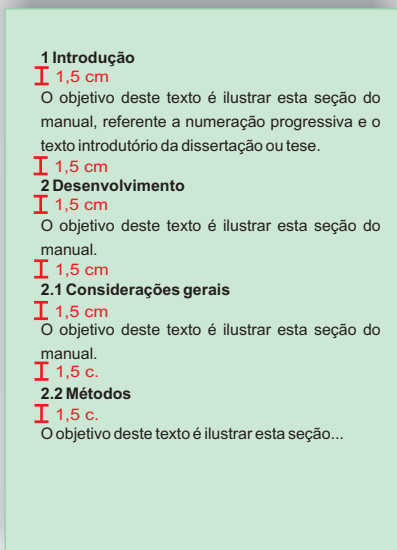 1 Introdução
1,5 cm
O objetivo deste texto é ilustrar esta seção do
manual, referente a numeração progressiva e o
texto introdutório da dissertação ou tese.
1,5 cm
2 Desenvolvimento
1,5 cm
O objetivo deste texto é ilustrar esta seção do
manual.
1,5 cm
2.1 Considerações gerais
1,5 cm
O objetivo deste texto é ilustrar esta seção do
manual.
1,5 c.
2.2 Métodos
1,5 c.
O objetivo deste texto é ilustrar esta seção...